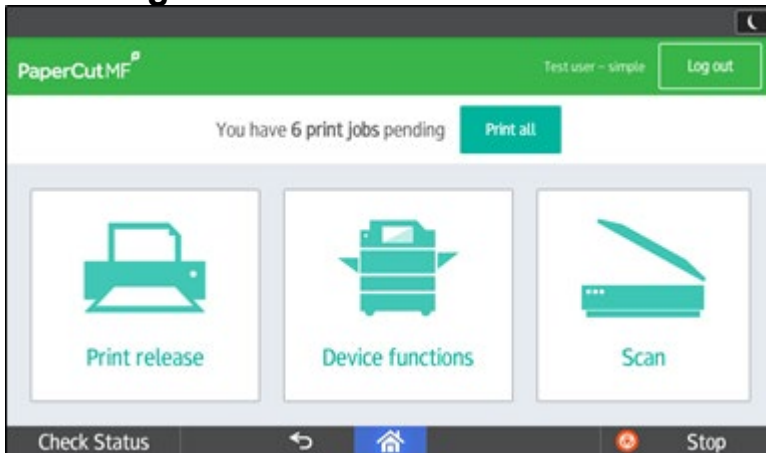 PaperCut MF
Test user – simple
Log out
You have 6 print jobs pending
Print all
Print release
Device functions
Scan
Check Status
Stop